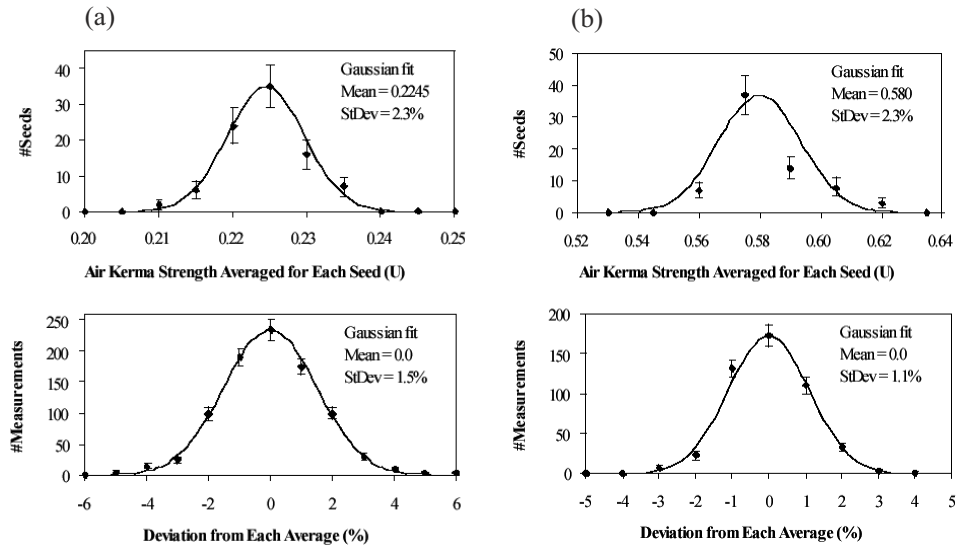 (a)
40
30
20
10
0
#Seeds
Gaussian fit
Mean = 0.2245
StDev = 2.3%
0.20 0.21 0.22 0.23 0.24 0.25
Air Kerma Strength Averaged for Each Seed (U)
(b)
50
40
30
20
10
0
#Seeds
Gaussian fit
Mean = 0.580
StDev = 2.3%
0.52 0.54 0.56 0.58 0.60 0.62 0.64
Air Kerma Strength Averaged for Each Seed (U)
250
200
150
100
50
0
#Measurements
Gaussian fit
Mean = 0.0
StDev = 1.5%
-6 -4 -2 0 2 4 6
Deviation from Each Average (%)
200
150
100
50
0
#Measurements
Gaussian fit
Mean = 0.0
StDev = 1.1%
-5 -4 -3 -2 -1 0 1 2 3 4 5
Deviation from Each Average (%)